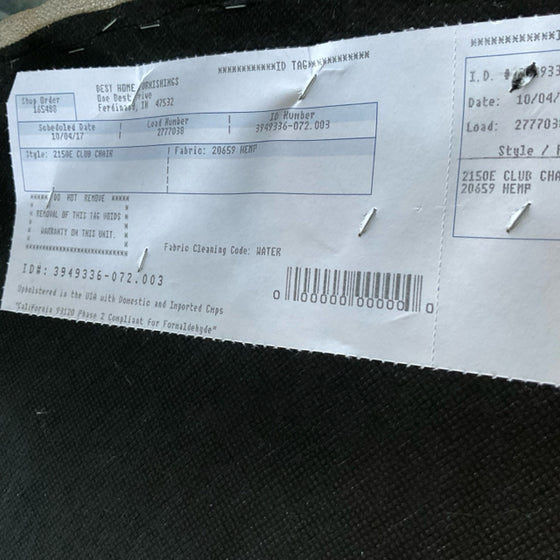 ************ID TAG************
BEST HOME FURNISHINGS
One Best Drive
Ferdinand, IN 47532
Shop Order
165480
Scheduled Date
10/04/17
Load Number
2777038
ID Number
3949336-072.003
Style: 2150E CLUB CHAIR
Fabric: 20659 HEMP
***** DO NOT REMOVE *****
* REMOVAL OF THIS TAG VOIDS *
* WARRANTY ON THIS UNIT. *
Fabric Cleaning Code: WATER
ID#: 3949336-072.003
Upholstered in the USA with Domestic and Imported Cmps
"California 93120 Phase 2 Compliant For Formaldehyde"
0 00000 00000 0
I.D. #
Date: 10/04/
Load: 277703
Style /
2150E CLUB CHA
20659 HEMP